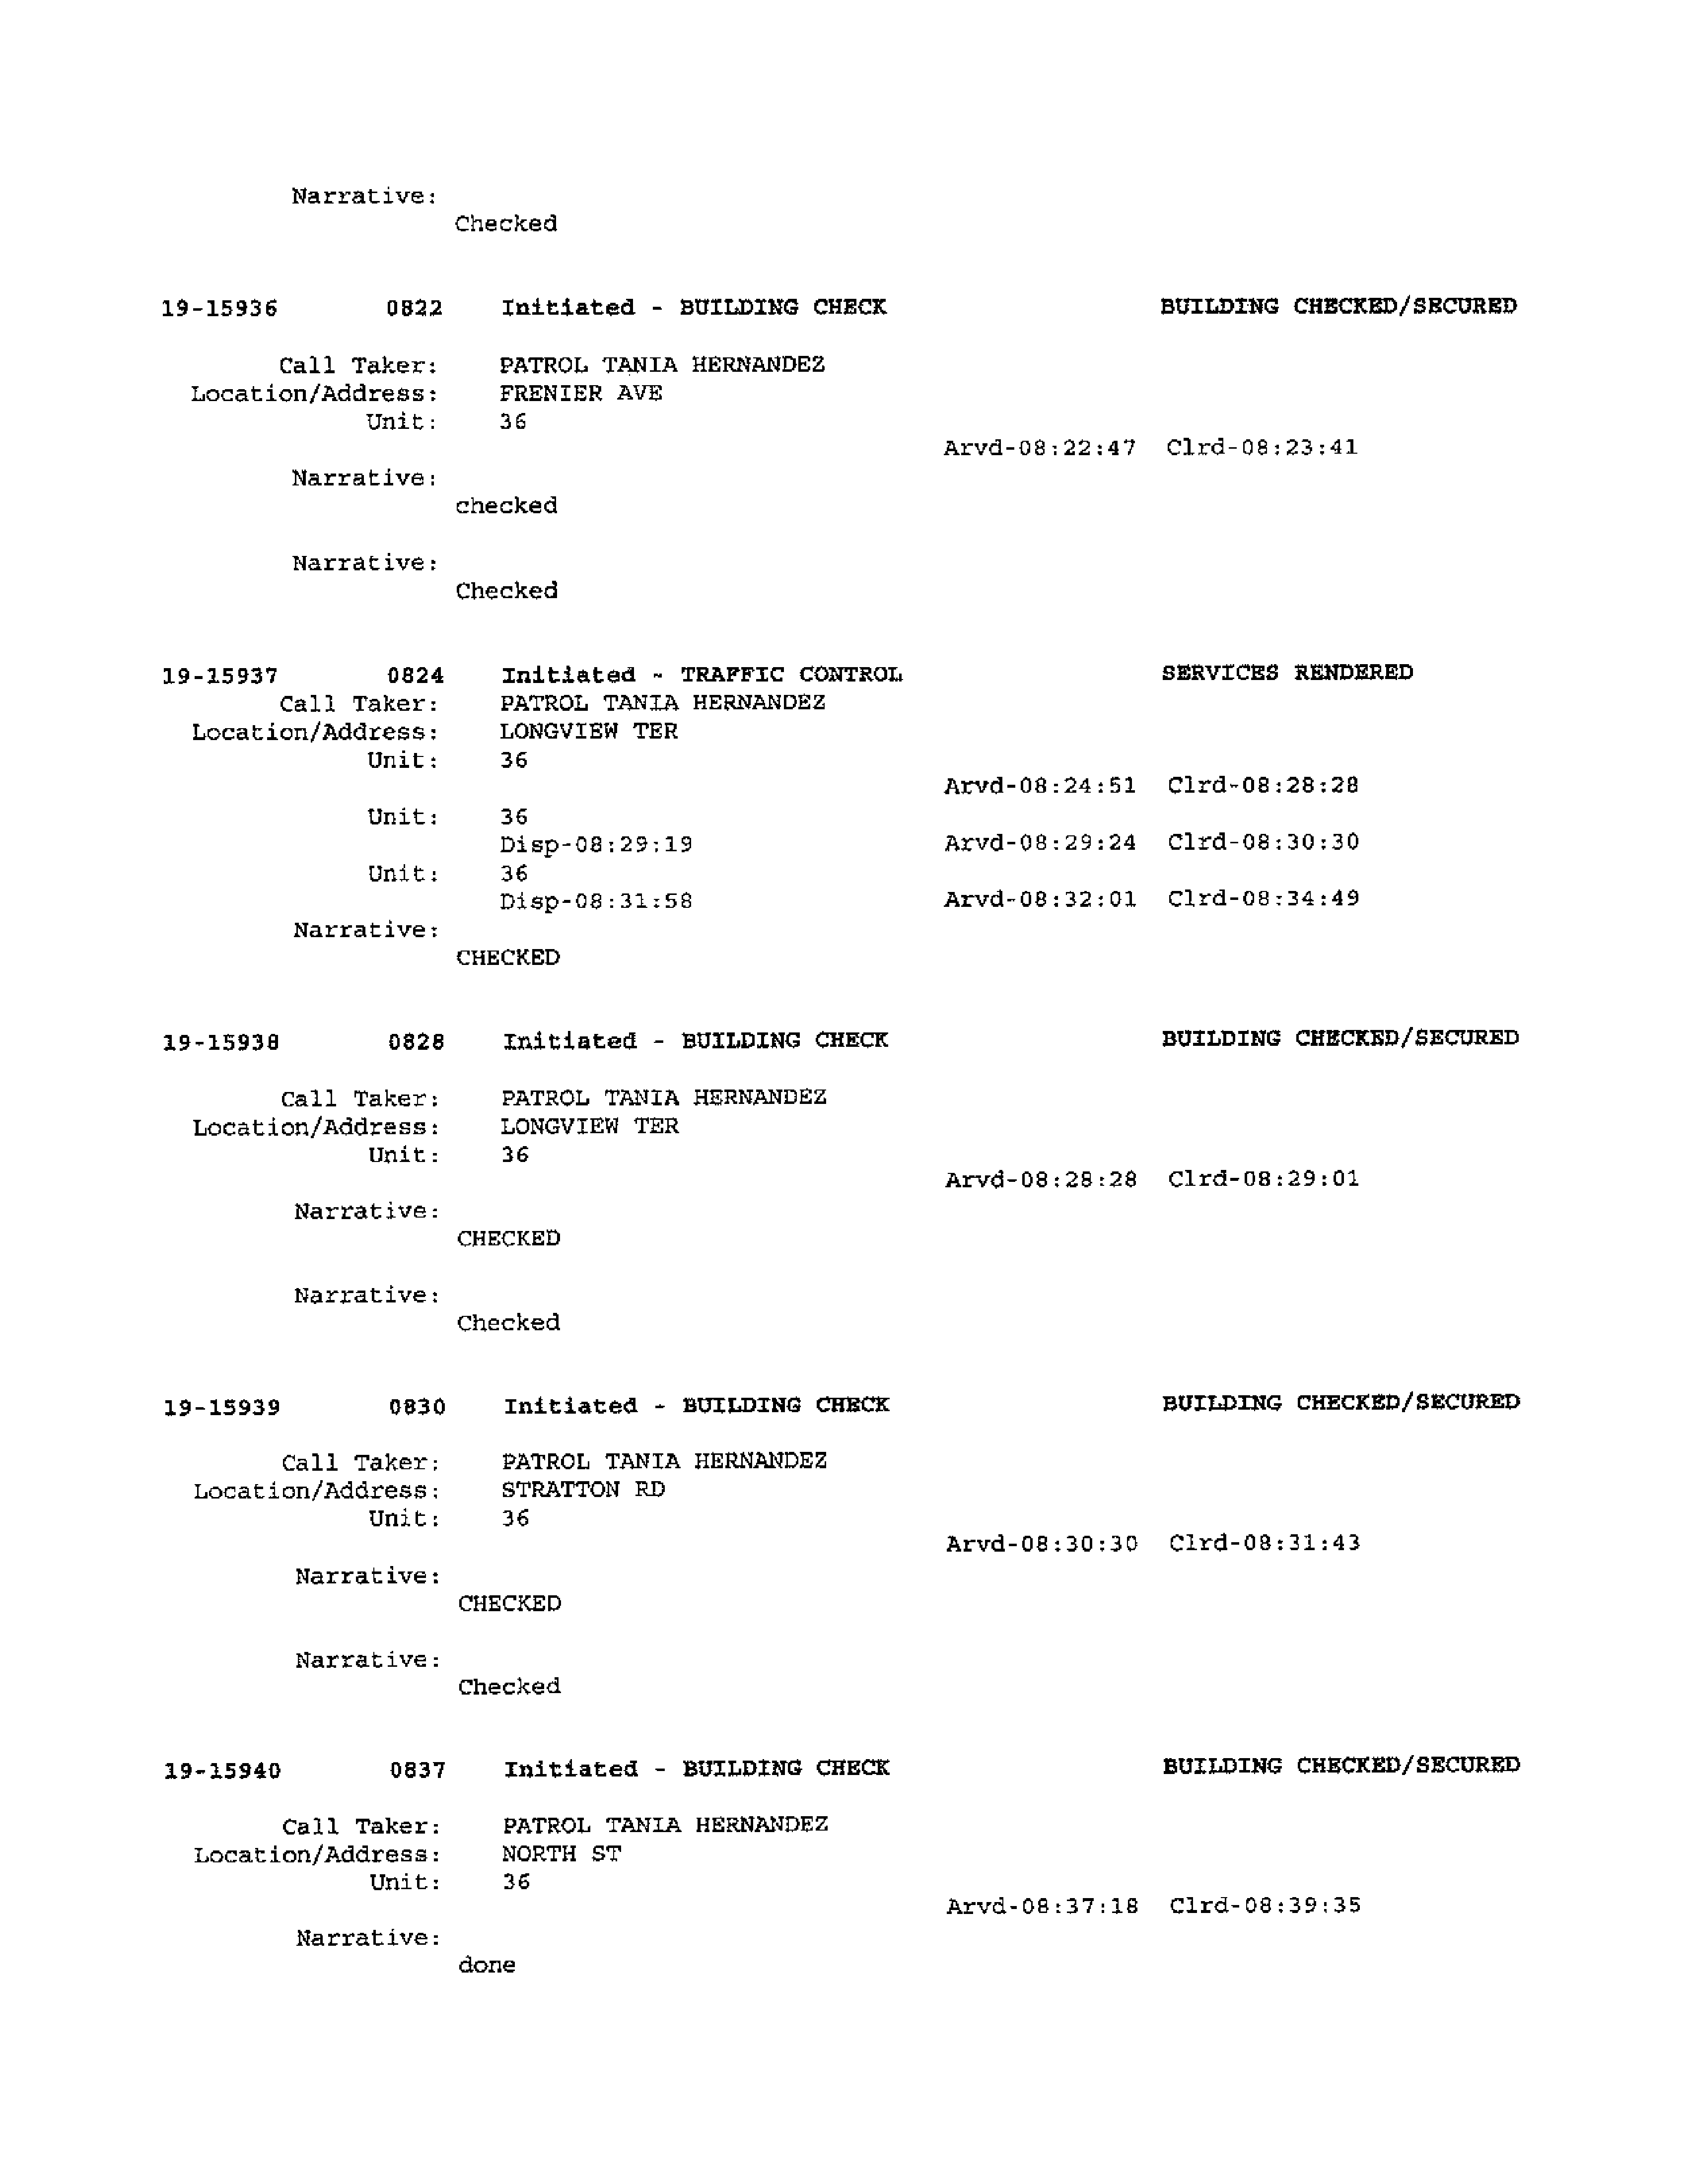 Narrative:
Checked
19-15936 0822 Initiated - BUILDING CHECK BUILDING CHECKED/SECURED
Call Taker: PATROL TANIA HERNANDEZ
Location/Address: FRENIER AVE
Unit: 36
Arvd-08:22:47 Clrd-08:23:41
Narrative:
checked
Narrative:
Checked
19-15937 0824 Initiated - TRAFFIC CONTROL SERVICES RENDERED
Call Taker: PATROL TANIA HERNANDEZ
Location/Address: LONGVIEW TER
Unit: 36
Arvd-08:24:51 Clrd-08:28:28
Unit: 36
Disp-08:29:19 Arvd-08:29:24 Clrd-08:30:30
Unit: 36
Disp-08:31:58 Arvd-08:32:01 Clrd-08:34:49
Narrative:
CHECKED
19-15938 0828 Initiated - BUILDING CHECK BUILDING CHECKED/SECURED
Call Taker: PATROL TANIA HERNANDEZ
Location/Address: LONGVIEW TER
Unit: 36
Arvd-08:28:28 Clrd-08:29:01
Narrative:
CHECKED
Narrative:
Checked
19-15939 0830 Initiated - BUILDING CHECK BUILDING CHECKED/SECURED
Call Taker: PATROL TANIA HERNANDEZ
Location/Address: STRATTON RD
Unit: 36
Arvd-08:30:30 Clrd-08:31:43
Narrative:
CHECKED
Narrative:
Checked
19-15940 0837 Initiated - BUILDING CHECK BUILDING CHECKED/SECURED
Call Taker: PATROL TANIA HERNANDEZ
Location/Address: NORTH ST
Unit: 36
Arvd-08:37:18 Clrd-08:39:35
Narrative:
done